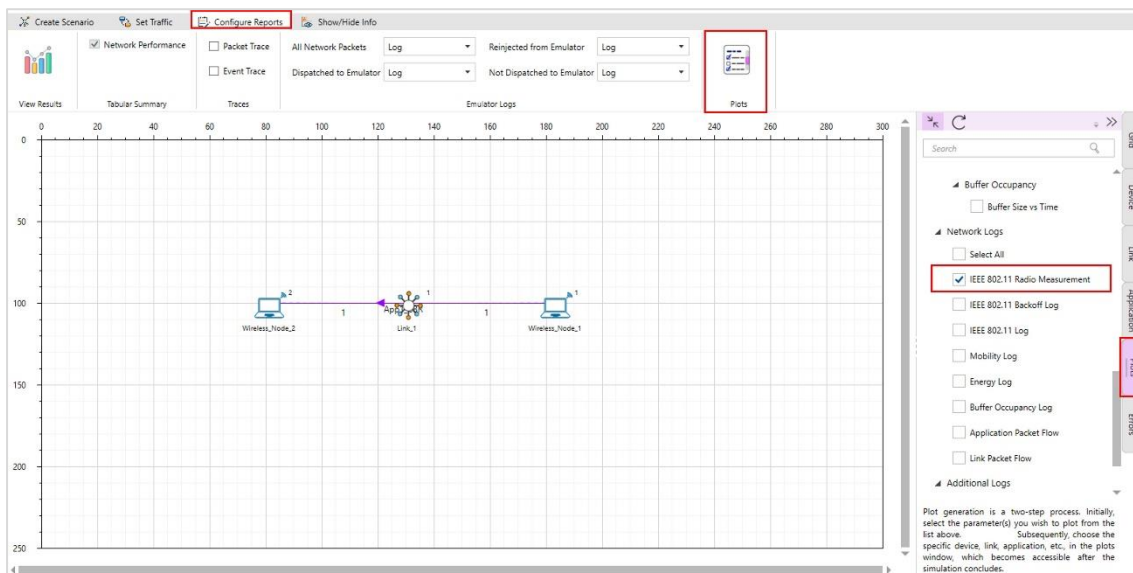 Create Scenario Set Traffic Configure Reports Show/Hide Info
Network Performance Packet Trace All Network Packets Log Reinjected from Emulator Log
Event Trace Dispatched to Emulator Log Not Dispatched to Emulator Log
View Results Tabular Summary Traces Emulator Logs Plots
0 20 40 60 80 100 120 140 160 180 200 220 240 260 280 300
0
50
100
150
200
250
2 1 1
1 1
Wireless_Node_2 Link_1 Wireless_Node_1
Search
Buffer Occupancy
Buffer Size vs Time
Network Logs
Select All
IEEE 802.11 Radio Measurement
IEEE 802.11 Backoff Log
IEEE 802.11 Log
Mobility Log
Energy Log
Buffer Occupancy Log
Application Packet Flow
Link Packet Flow
Additional Logs
Plot generation is a two-step process. Initially,
select the parameter(s) you wish to plot from the
list above. Subsequently, choose the
specific device, link, application, etc., in the plots
window, which becomes accessible after the
simulation concludes.
Grid
Device
Link
Application
Plots
Errors